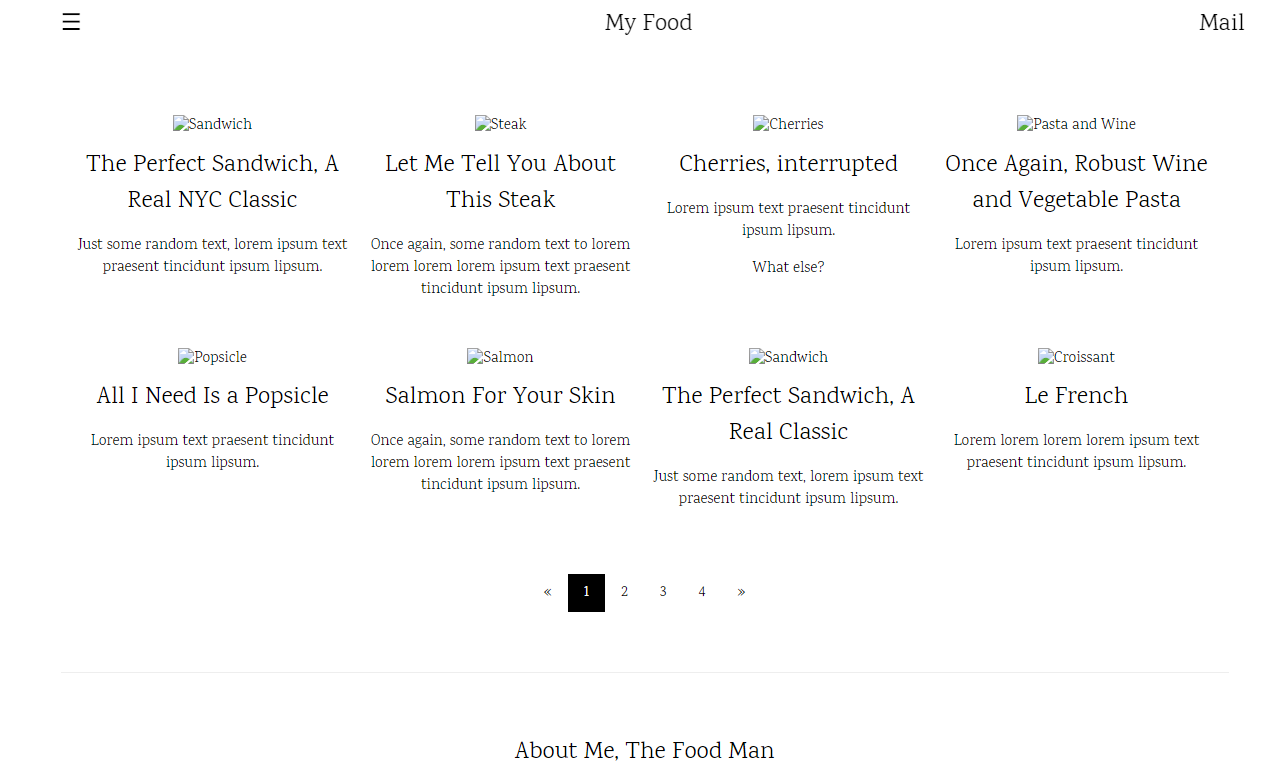 ☰ My Food Mail
Sandwich Steak Cherries Pasta and Wine
The Perfect Sandwich, A
Real NYC Classic
Just some random text, lorem ipsum text
praesent tincidunt ipsum lipsum.
Let Me Tell You About
This Steak
Once again, some random text to lorem
lorem lorem lorem ipsum text praesent
tincidunt ipsum lipsum.
Cherries, interrupted
Lorem ipsum text praesent tincidunt
ipsum lipsum.
What else?
Once Again, Robust Wine
and Vegetable Pasta
Lorem ipsum text praesent tincidunt
ipsum lipsum.
Popsicle Salmon Sandwich Croissant
All I Need Is a Popsicle
Lorem ipsum text praesent tincidunt
ipsum lipsum.
Salmon For Your Skin
Once again, some random text to lorem
lorem lorem lorem ipsum text praesent
tincidunt ipsum lipsum.
The Perfect Sandwich, A
Real Classic
Just some random text, lorem ipsum text
praesent tincidunt ipsum lipsum.
Le French
Lorem lorem lorem lorem ipsum text
praesent tincidunt ipsum lipsum.
« 1 2 3 4 »
About Me, The Food Man